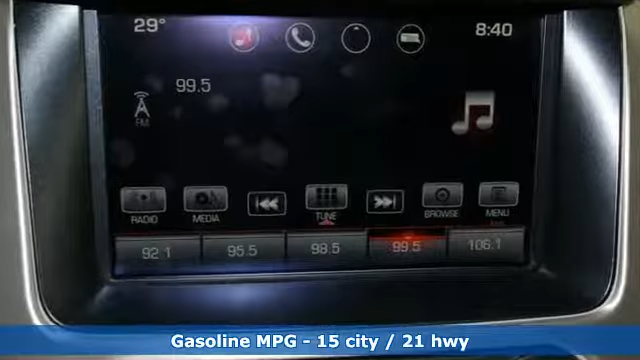 29° 8:40
99.5
FM
RADIO MEDIA TUNE BROWSE MENU
92.1 95.5 98.5 99.5 106.1
Gasoline MPG - 15 city / 21 hwy